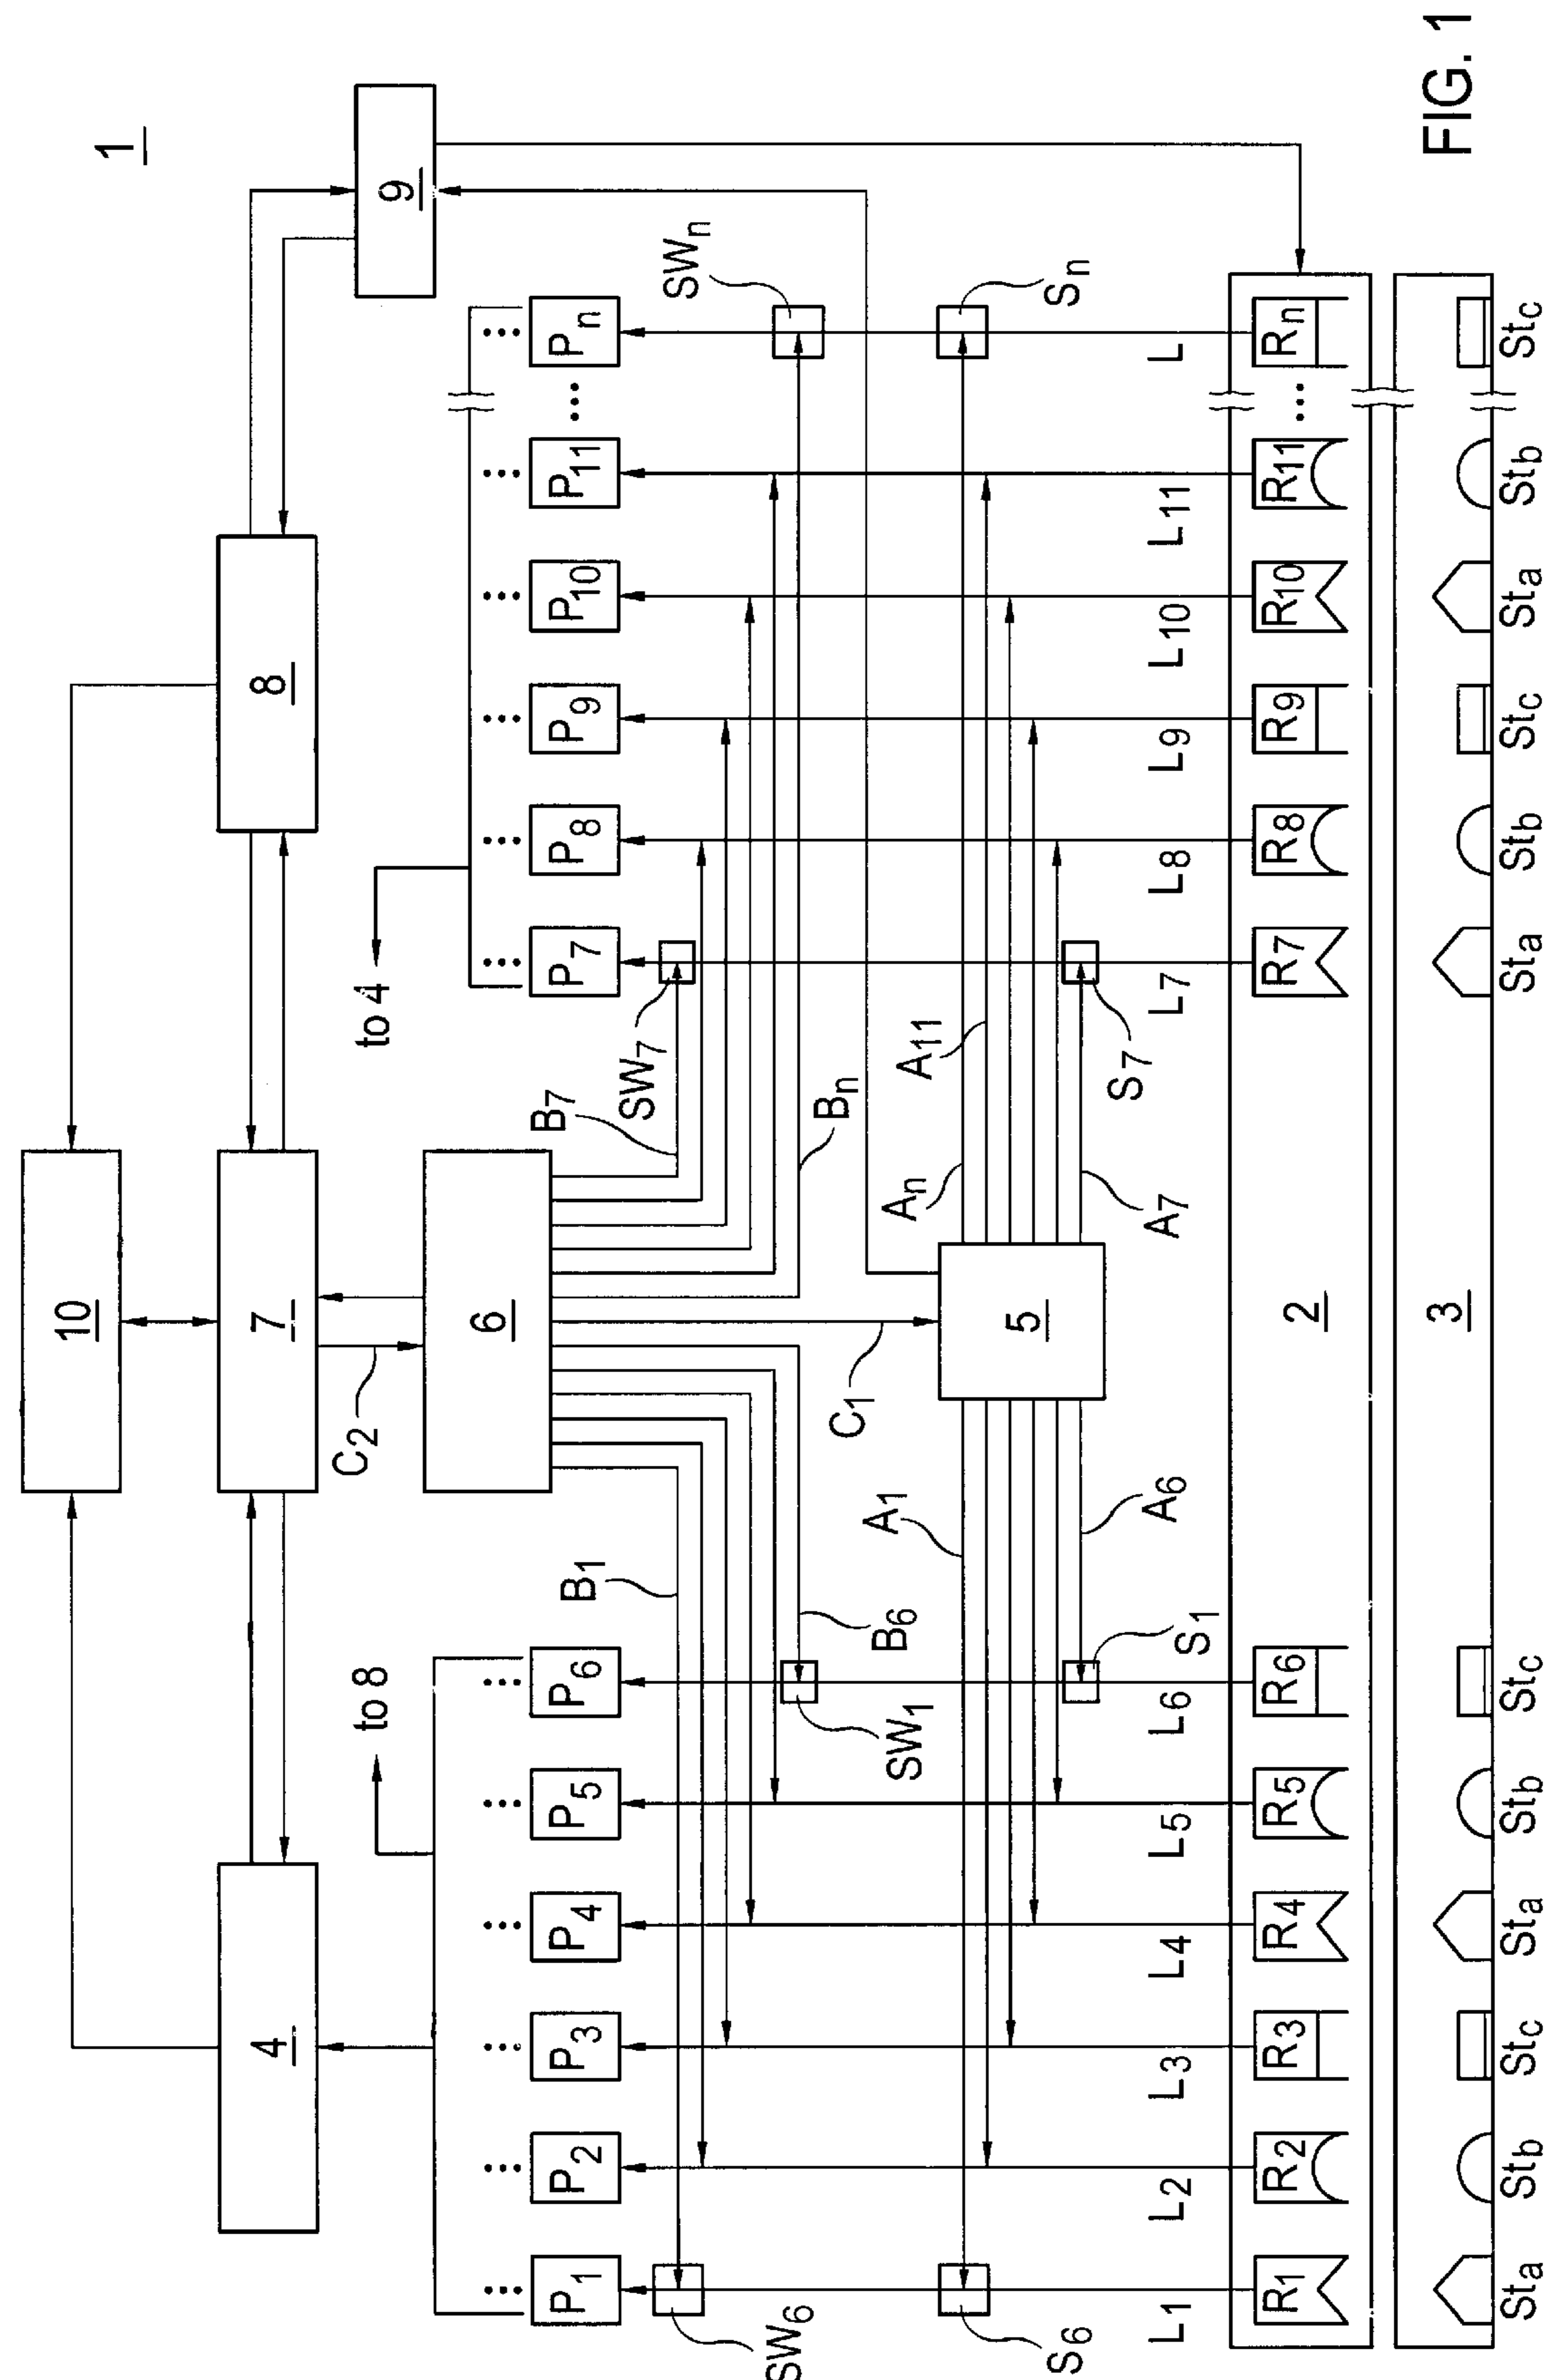 1
10
8
7
4
9
C2
6
to 8
to 4
P1
P2
P3
P4
P5
P6
P7
P8
P9
P10
P11
...
Pn
SW6
B1
B7
SW7
SWn
SW1
B6
Bn
C1
5
S6
A1
An
A11
Sn
A6
S1
A7
S7
L1
L2
L3
L4
L5
L6
L7
L8
L9
L10
L11
L
R1
R2
R3
R4
R5
R6
2
R7
R8
R9
R10
R11
...
Rn
3
Sta
Stb
Stc
Sta
Stb
Stc
Sta
Stb
Stc
Sta
Stb
Stc
FIG. 1